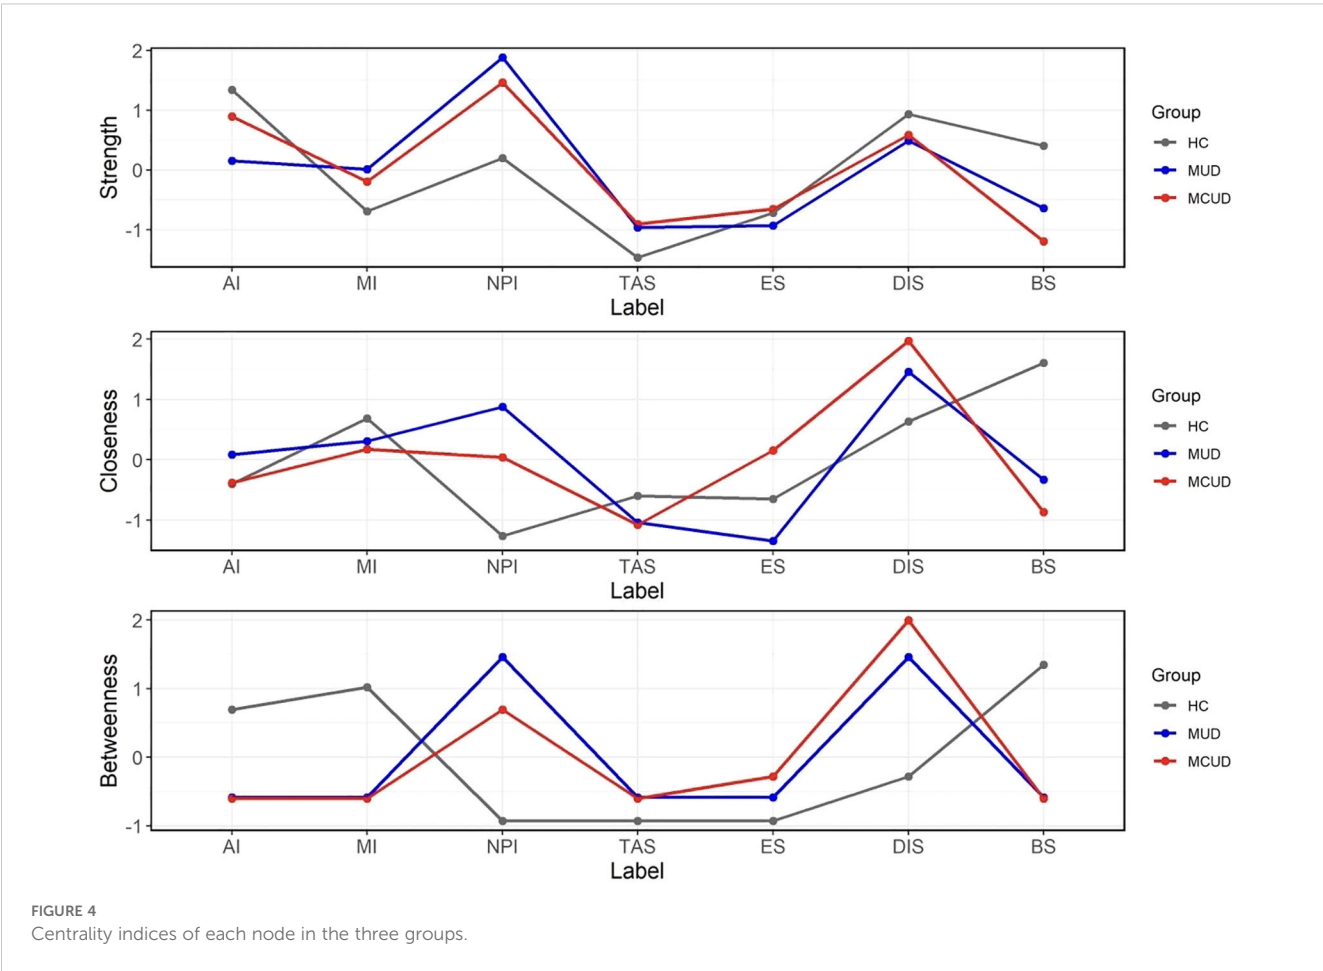 2
1
0
-1
Strength
AI MI NPI TAS ES DIS BS
Label
Group
HC
MUD
MCUD
2
1
0
-1
Closeness
AI MI NPI TAS ES DIS BS
Label
Group
HC
MUD
MCUD
2
1
0
-1
Betweenness
AI MI NPI TAS ES DIS BS
Label
Group
HC
MUD
MCUD
FIGURE 4
Centrality indices of each node in the three groups.